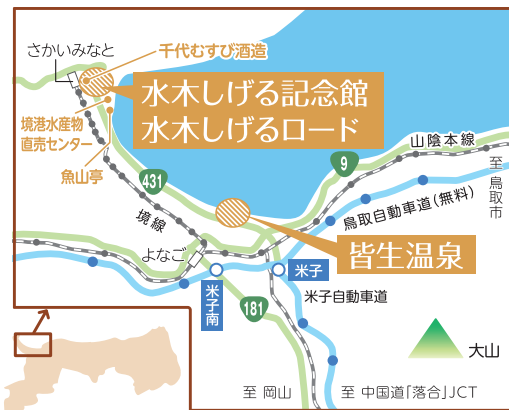 さかいみなと
千代むすび酒造
水木しげる記念館
水木しげるロード
境港水産物
直売センター
魚山亭
431
9
山陰本線
至 鳥取市
境線
鳥取自動車道(無料)
よなご
皆生温泉
米子
米子南
米子自動車道
181
大山
至 岡山
至 中国道「落合」JCT